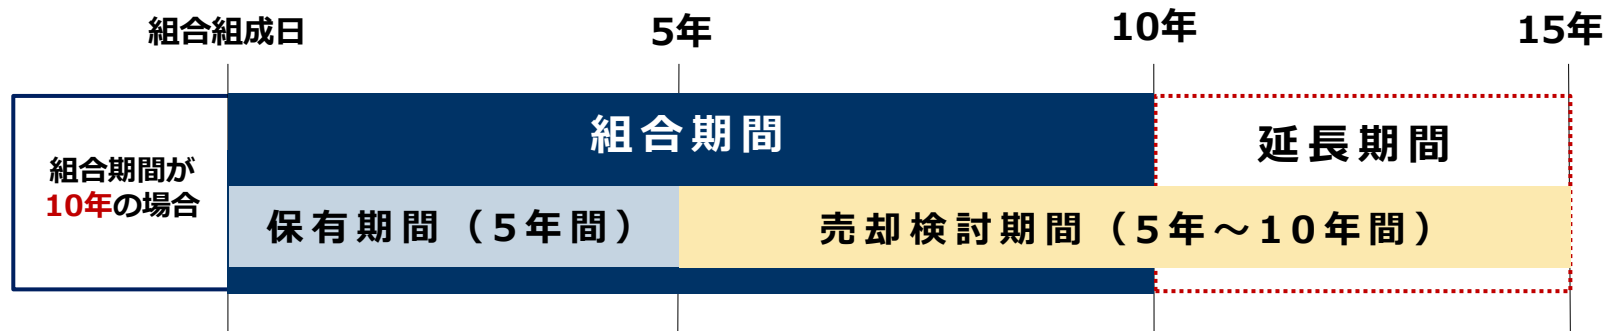 組合組成日
5年
10年
15年
組合期間が
10年の場合
組合期間
延長期間
保有期間（5年間）
売却検討期間（5年～10年間）